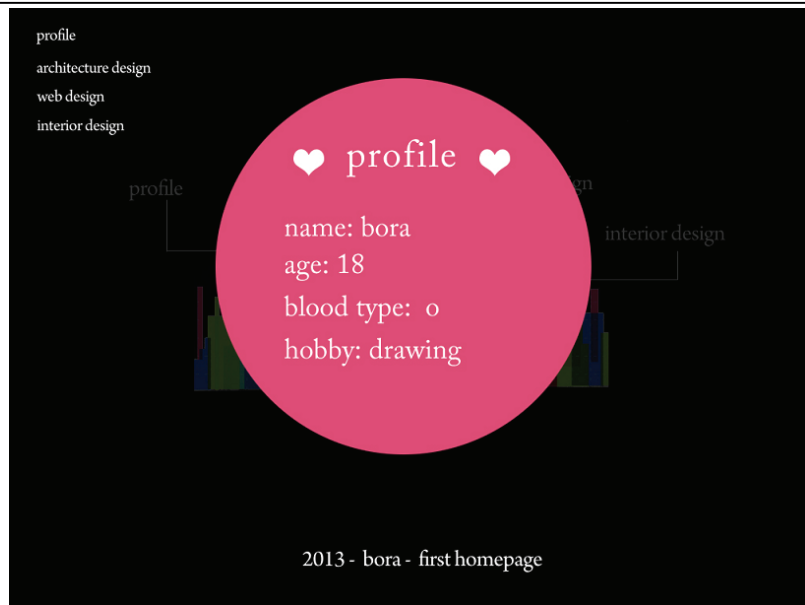 profile
architecture design
web design
interior design
♥ profile ♥
profile
gn
interior design
name: bora
age: 18
blood type: o
hobby: drawing
2013 - bora - first homepage